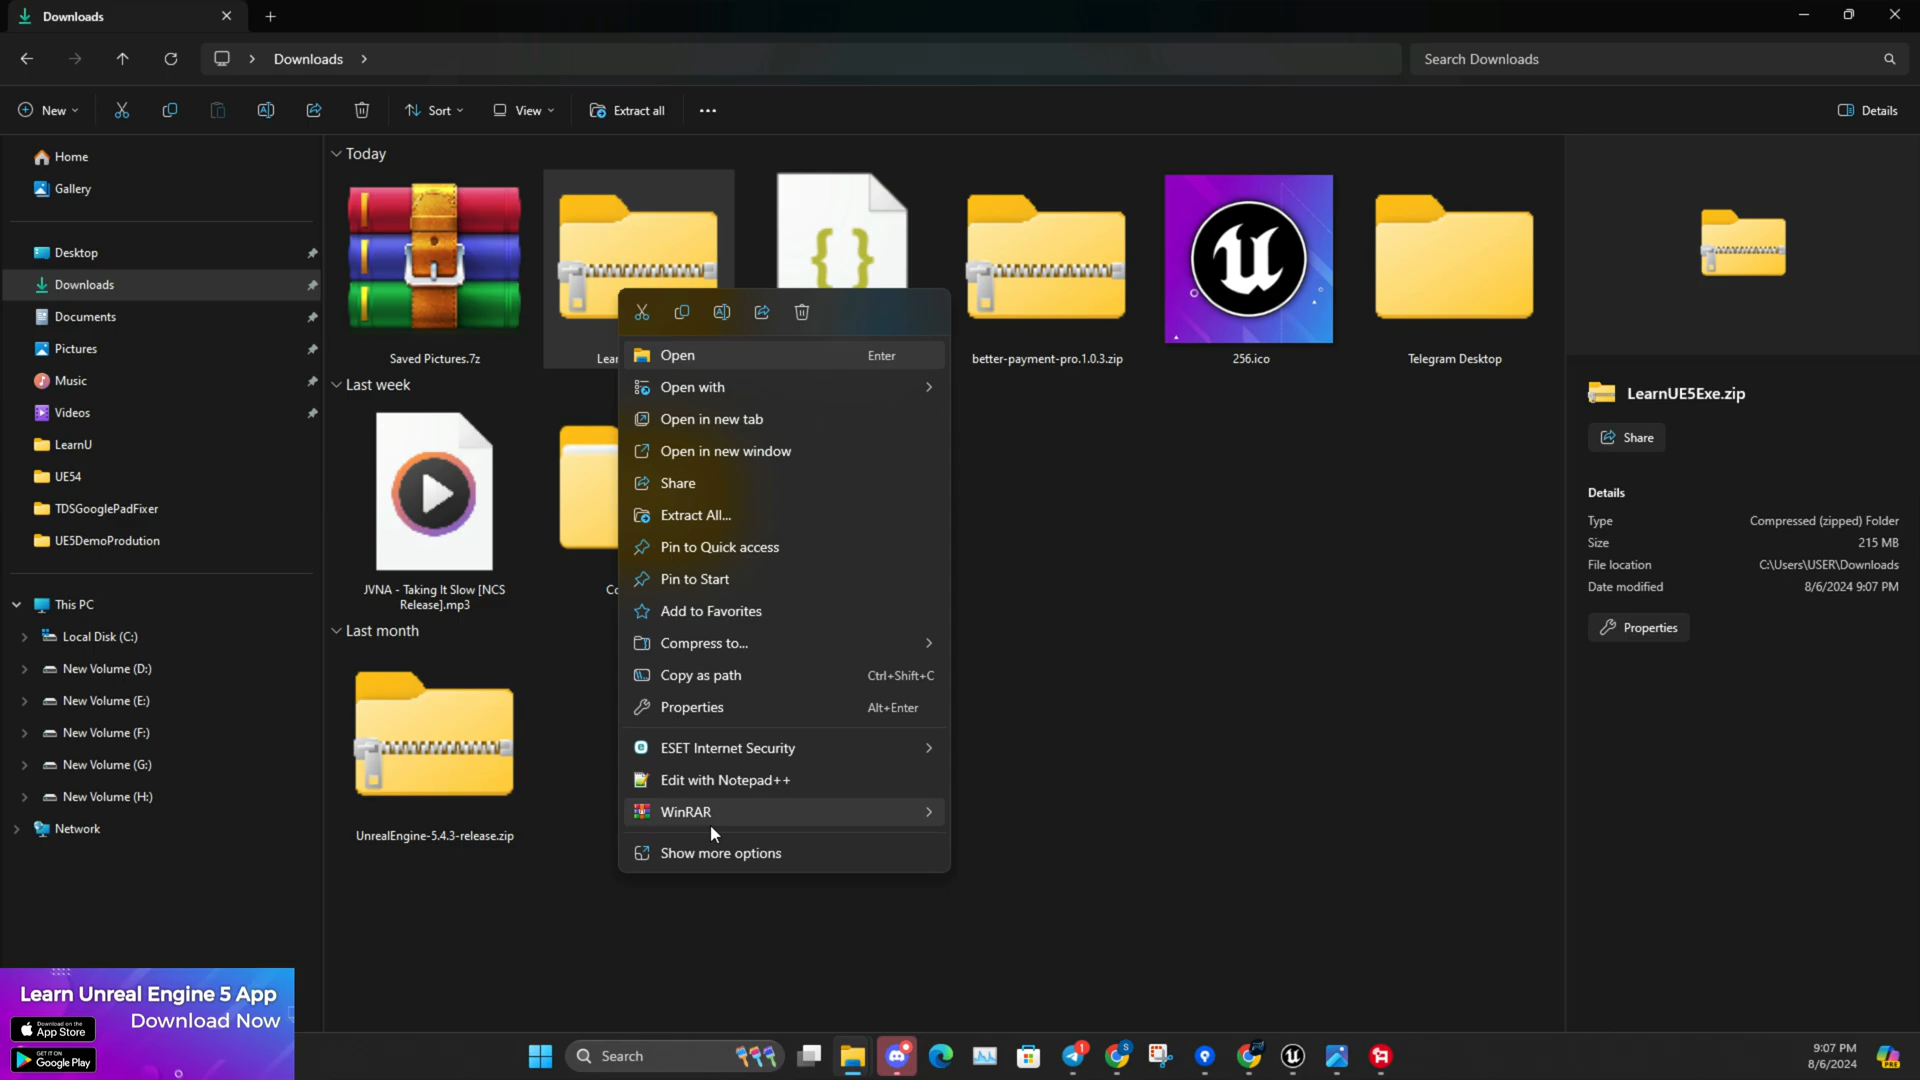 Downloads
Downloads
Search Downloads
New
Sort
View
Extract all
Details
Home
Gallery
Desktop
Downloads
Documents
Pictures
Music
Videos
LearnU
UE54
TDSGooglePadFixer
UE5DemoProdution
This PC
Local Disk (C:)
New Volume (D:)
New Volume (E:)
New Volume (F:)
New Volume (G:)
New Volume (H:)
Network
Today
Saved Pictures.7z
better-payment-pro.1.0.3.zip
256.ico
Telegram Desktop
Last week
JVNA - Taking It Slow [NCS
Release].mp3
Last month
UnrealEngine-5.4.3-release.zip
Open Enter
Open with
Open in new tab
Open in new window
Share
Extract All...
Pin to Quick access
Pin to Start
Add to Favorites
Compress to...
Copy as path Ctrl+Shift+C
Properties Alt+Enter
ESET Internet Security
Edit with Notepad++
WinRAR
Show more options
LearnUE5Exe.zip
Share
Details
Type Compressed (zipped) Folder
Size 215 MB
File location C:\Users\USER\Downloads
Date modified 8/6/2024 9:07 PM
Properties
Learn Unreal Engine 5 App
Download Now
Download on the
App Store
GET IT ON
Google Play
Search
1
S
9:07 PM
8/6/2024
PRE